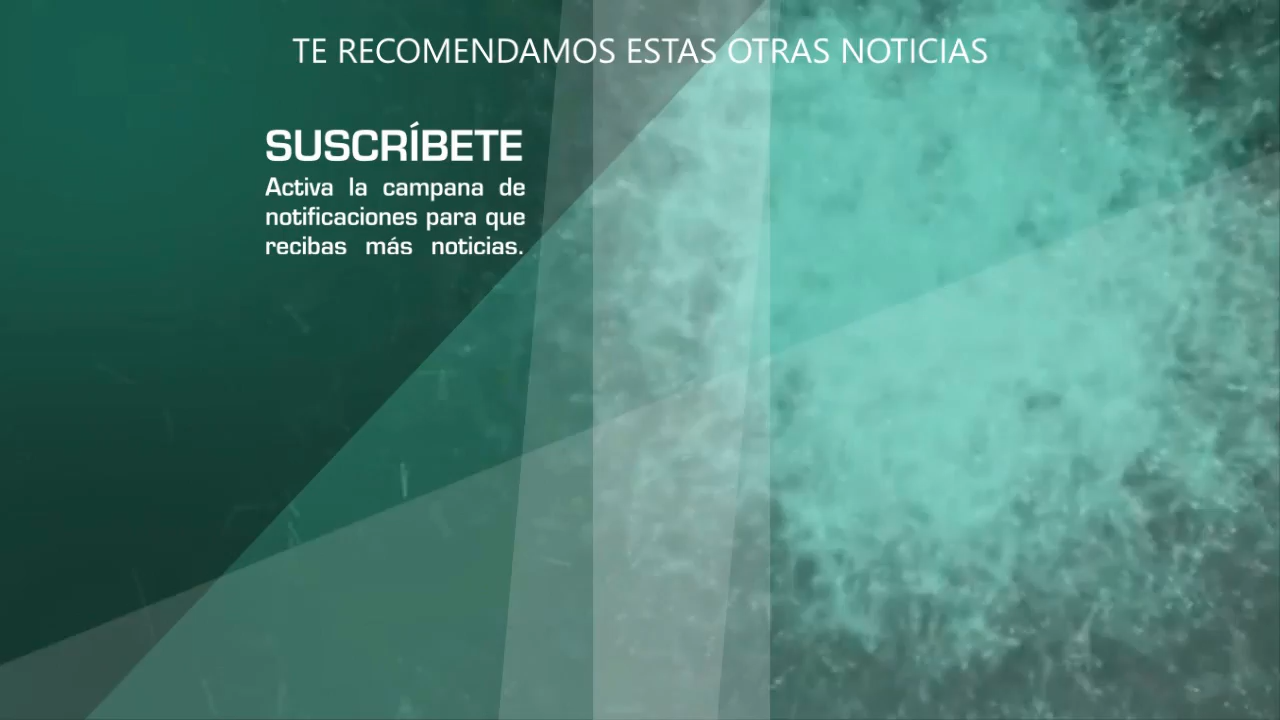 TE RECOMENDAMOS ESTAS OTRAS NOTICIAS
SUSCRÍBETE
Activa la campana de
notificaciones para que
recibas más noticias.